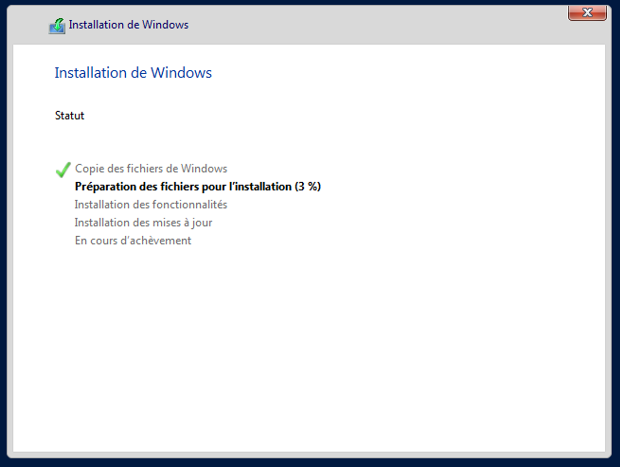 Installation de Windows
Installation de Windows
Statut
Copie des fichiers de Windows
Préparation des fichiers pour l'installation (3 %)
Installation des fonctionnalités
Installation des mises à jour
En cours d'achèvement